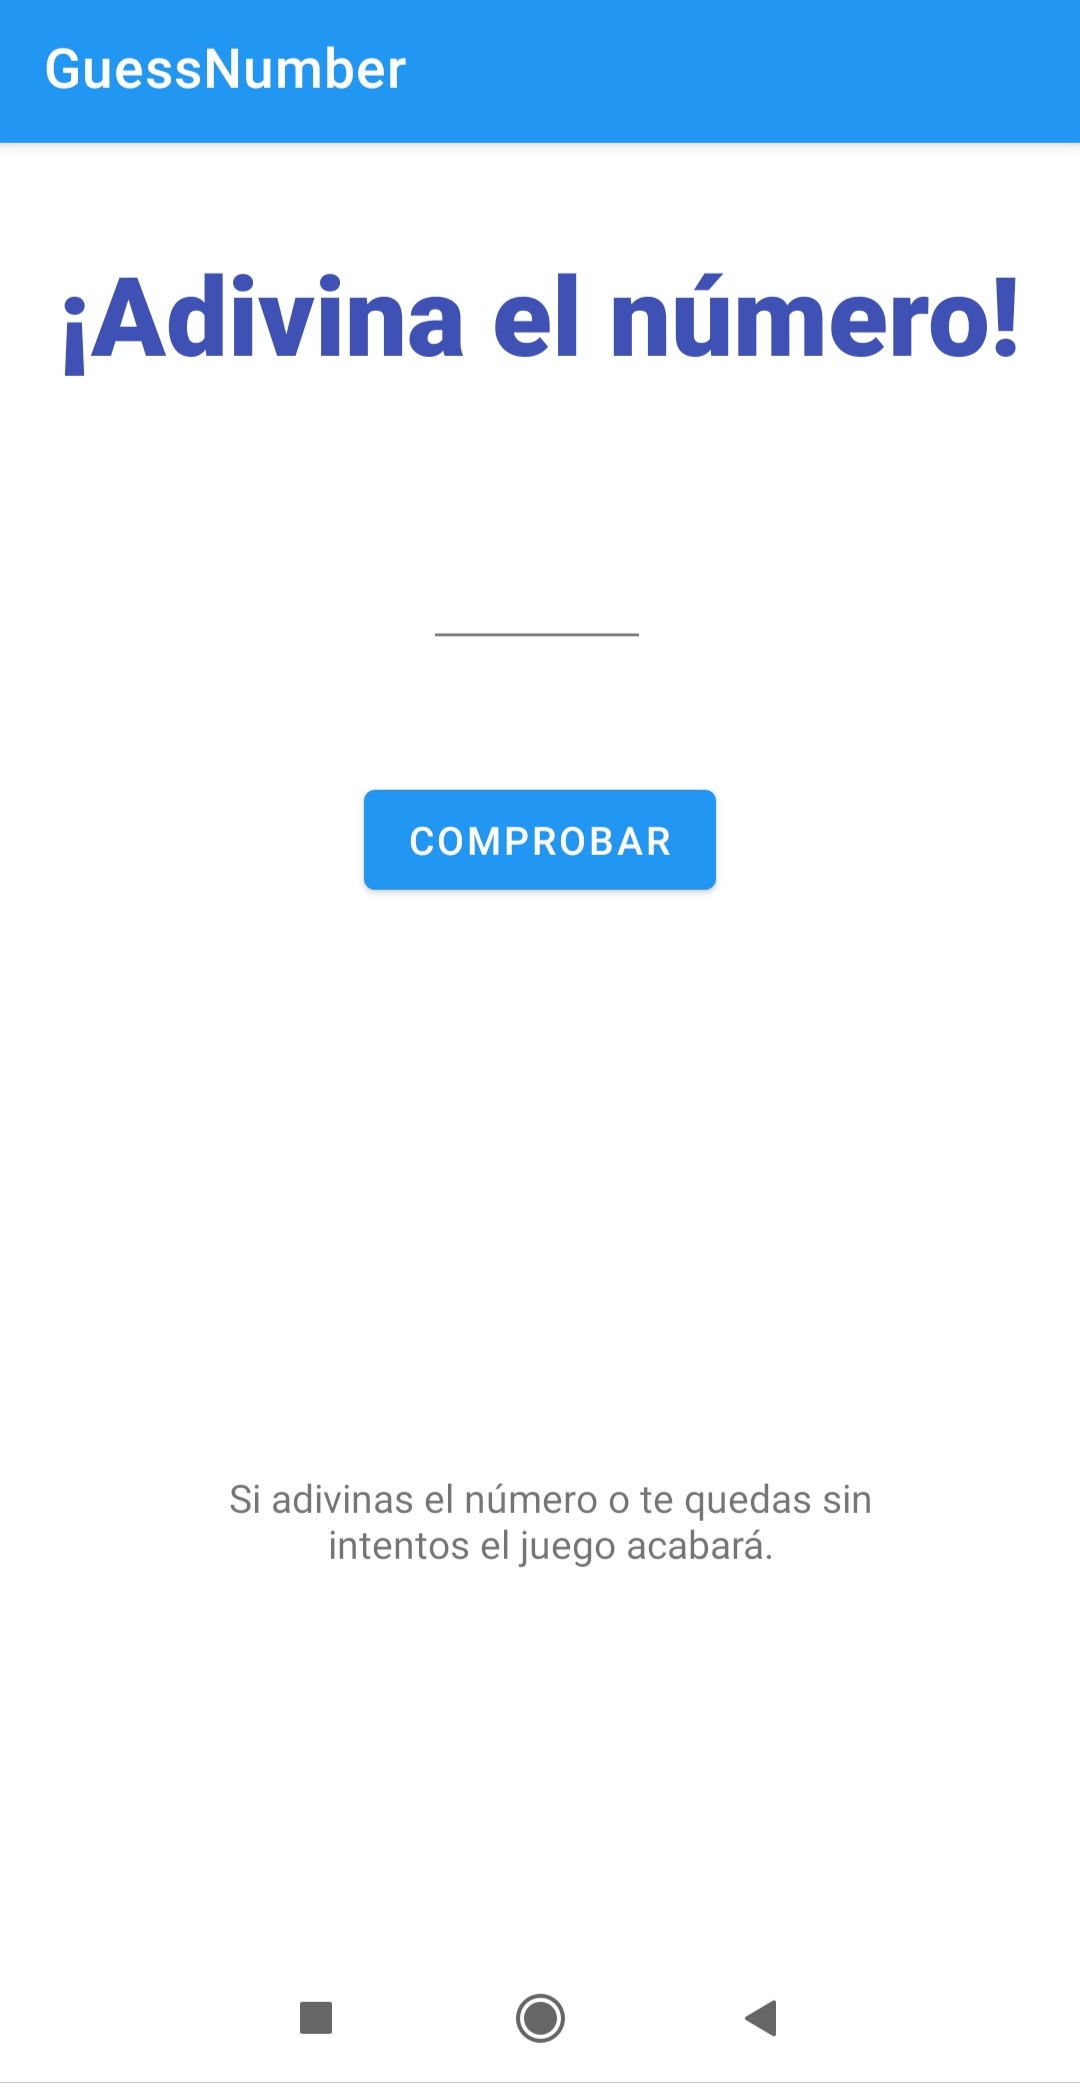 GuessNumber
¡Adivina el número!
COMPROBAR
Si adivinas el número o te quedas sin
intentos el juego acabará.